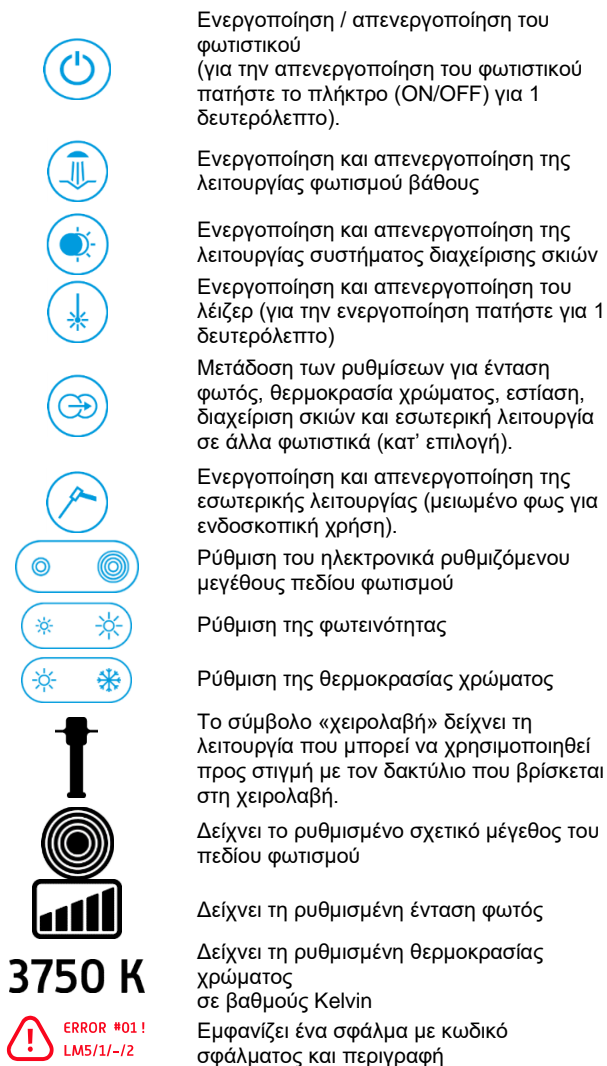 Ενεργοποίηση / απενεργοποίηση του
φωτιστικού
(για την απενεργοποίηση του φωτιστικού
πατήστε το πλήκτρο (ON/OFF) για 1
δευτερόλεπτο).
Ενεργοποίηση και απενεργοποίηση της
λειτουργίας φωτισμού βάθους
Ενεργοποίηση και απενεργοποίηση της
λειτουργίας συστήματος διαχείρισης σκιών
Ενεργοποίηση και απενεργοποίηση του
λέιζερ (για την ενεργοποίηση πατήστε για 1
δευτερόλεπτο)
Μετάδοση των ρυθμίσεων για ένταση
φωτός, θερμοκρασία χρώματος, εστίαση,
διαχείριση σκιών και εσωτερική λειτουργία
σε άλλα φωτιστικά (κατ’ επιλογή).
Ενεργοποίηση και απενεργοποίηση της
εσωτερικής λειτουργίας (μειωμένο φως για
ενδοσκοπική χρήση).
Ρύθμιση του ηλεκτρονικά ρυθμιζόμενου
μεγέθους πεδίου φωτισμού
Ρύθμιση της φωτεινότητας
Ρύθμιση της θερμοκρασίας χρώματος
Το σύμβολο «χειρολαβή» δείχνει τη
λειτουργία που μπορεί να χρησιμοποιηθεί
προς στιγμή με τον δακτύλιο που βρίσκεται
στη χειρολαβή.
Δείχνει το ρυθμισμένο σχετικό μέγεθος του
πεδίου φωτισμού
Δείχνει τη ρυθμισμένη ένταση φωτός
3750 K
Δείχνει τη ρυθμισμένη θερμοκρασίας
χρώματος
σε βαθμούς Kelvin
ERROR #01!
LM5/1/-/2
Εμφανίζει ένα σφάλμα με κωδικό
σφάλματος και περιγραφή